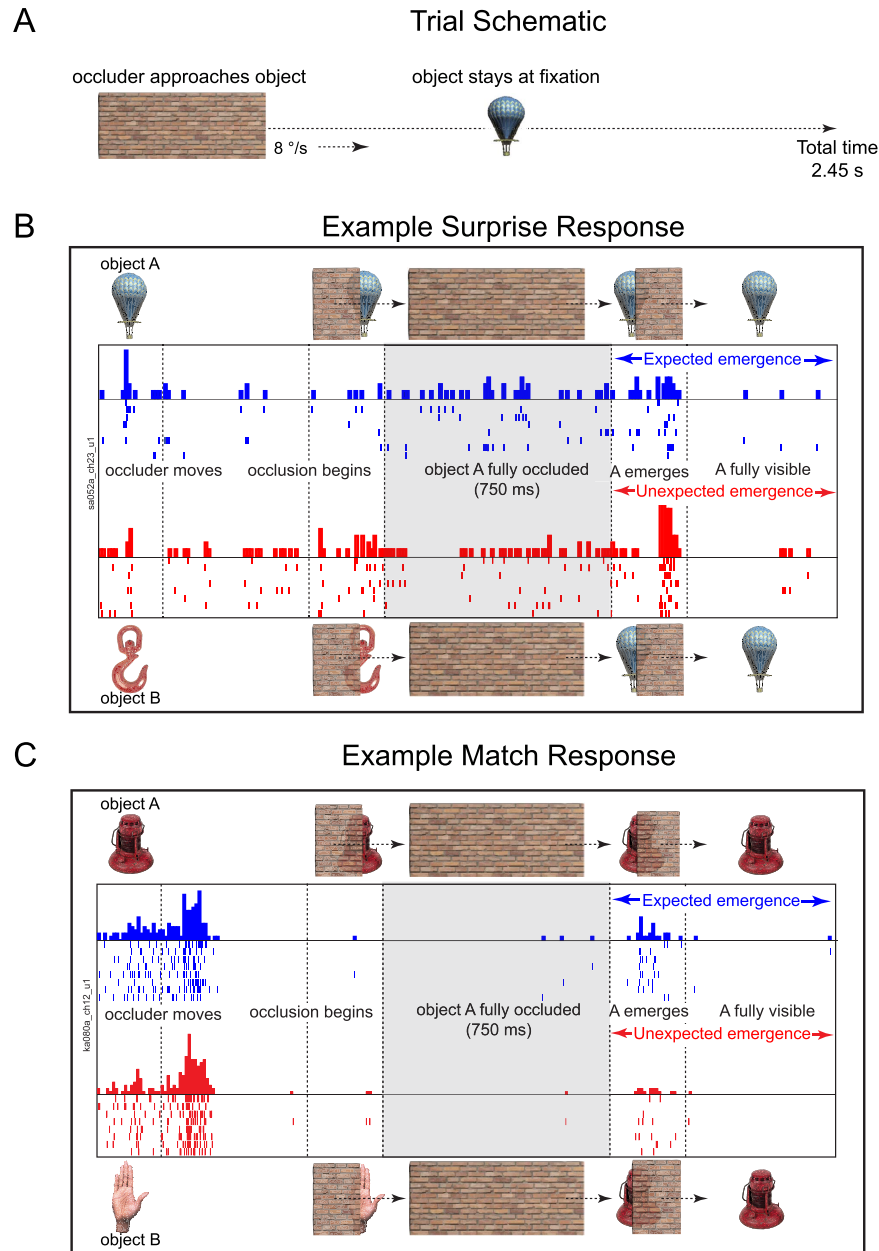 A
Trial Schematic
occluder approaches object
object stays at fixation
8 °/s
Total time
2.45 s
B
Example Surprise Response
object A
Expected emergence
sa052a_ch23_u1
occluder moves
occlusion begins
object A fully occluded
(750 ms)
A emerges
A fully visible
Unexpected emergence
object B
C
Example Match Response
object A
Expected emergence
ka080a_ch12_u1
occluder moves
occlusion begins
object A fully occluded
(750 ms)
A emerges
A fully visible
Unexpected emergence
object B